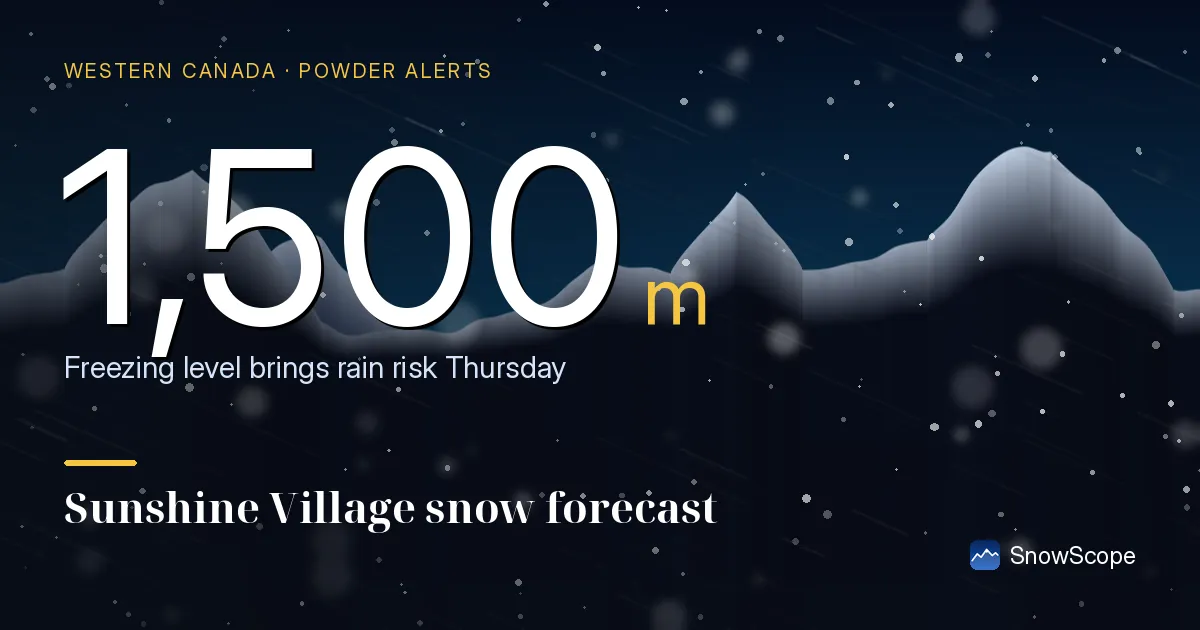 WESTERN CANADA · POWDER ALERTS
1,500 m
Freezing level brings rain risk Thursday
Sunshine Village snow forecast
SnowScope